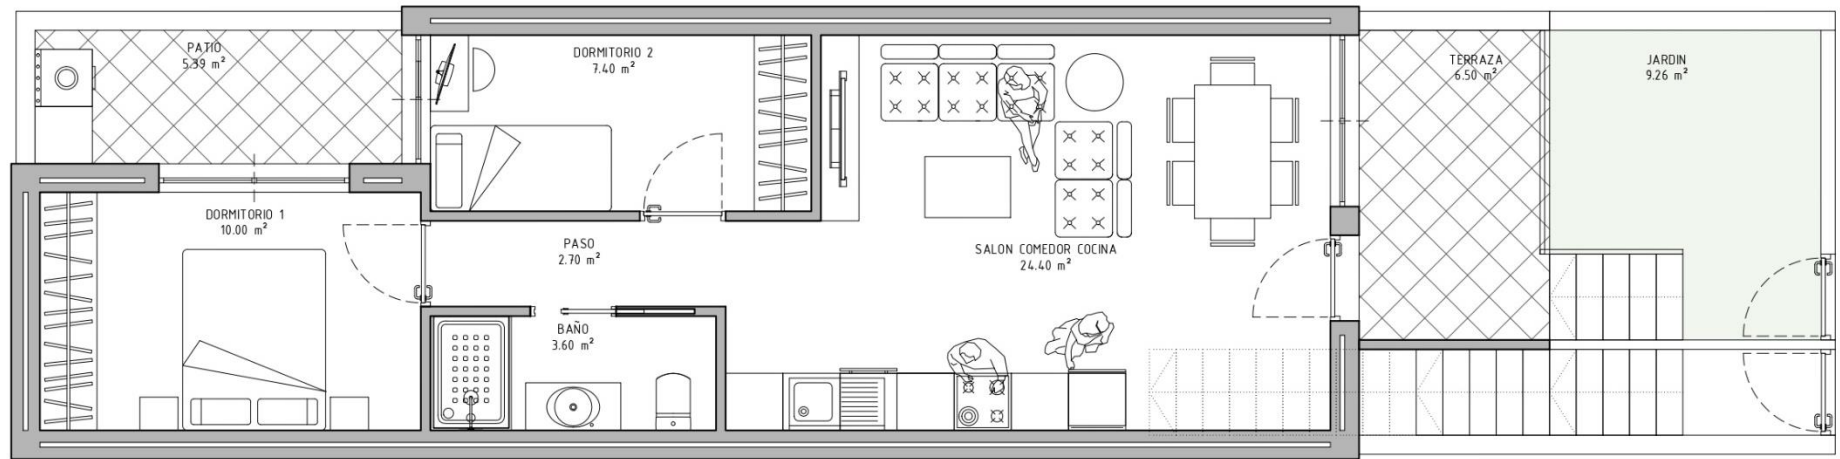 PATIO
5.39 m²
DORMITORIO 2
7.40 m²
TERRAZA
6.50 m²
JARDIN
9.26 m²
DORMITORIO 1
10.00 m²
PASO
2.70 m²
SALON COMEDOR COCINA
24.40 m²
BAÑO
3.60 m²